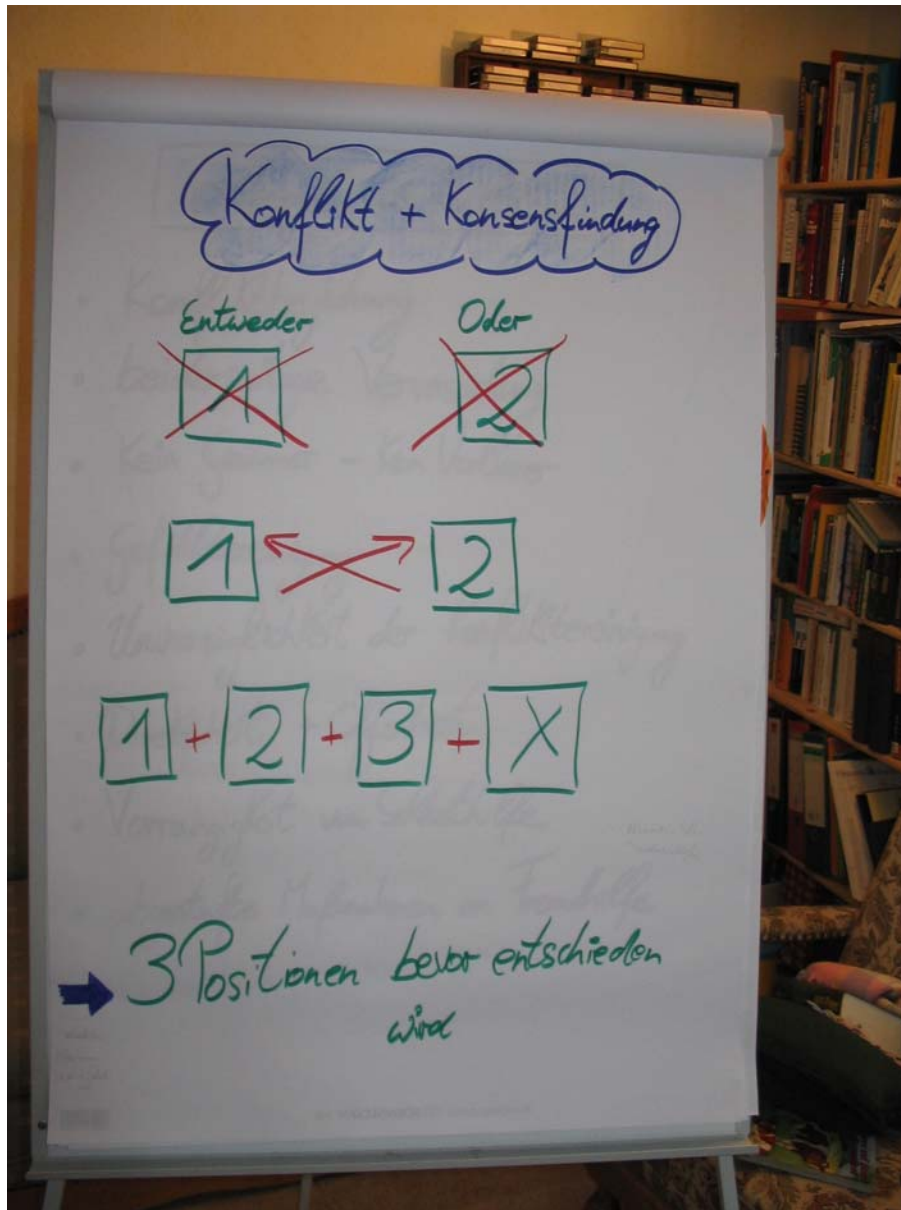 Konflikt + Konsensfindung
Entweder Oder
1 2
1 2
1 + 2 + 3 + X
3 Positionen bevor entschieden
wird